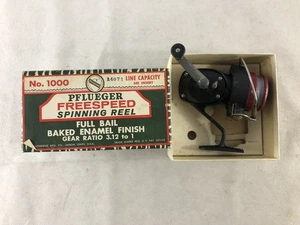 No. 1000
LINE CAPACITY
PFLUEGER
FREESPEED
SPINNING REEL
FULL BAIL
BAKED ENAMEL FINISH
GEAR RATIO 3.12 to 1